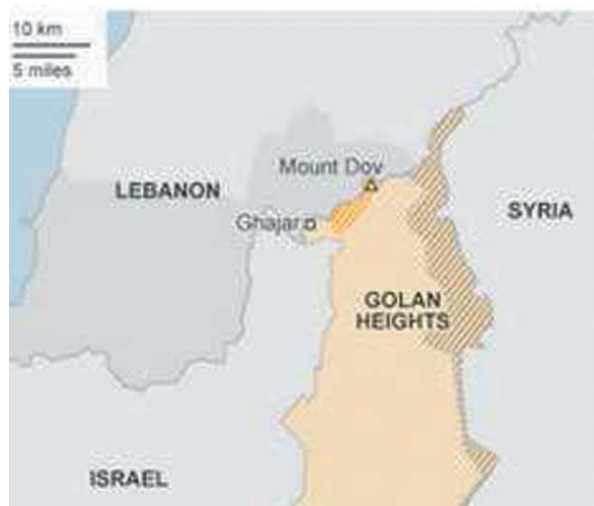 10 km
5 miles
Mount Dov
LEBANON
Ghajar
SYRIA
GOLAN
HEIGHTS
ISRAEL